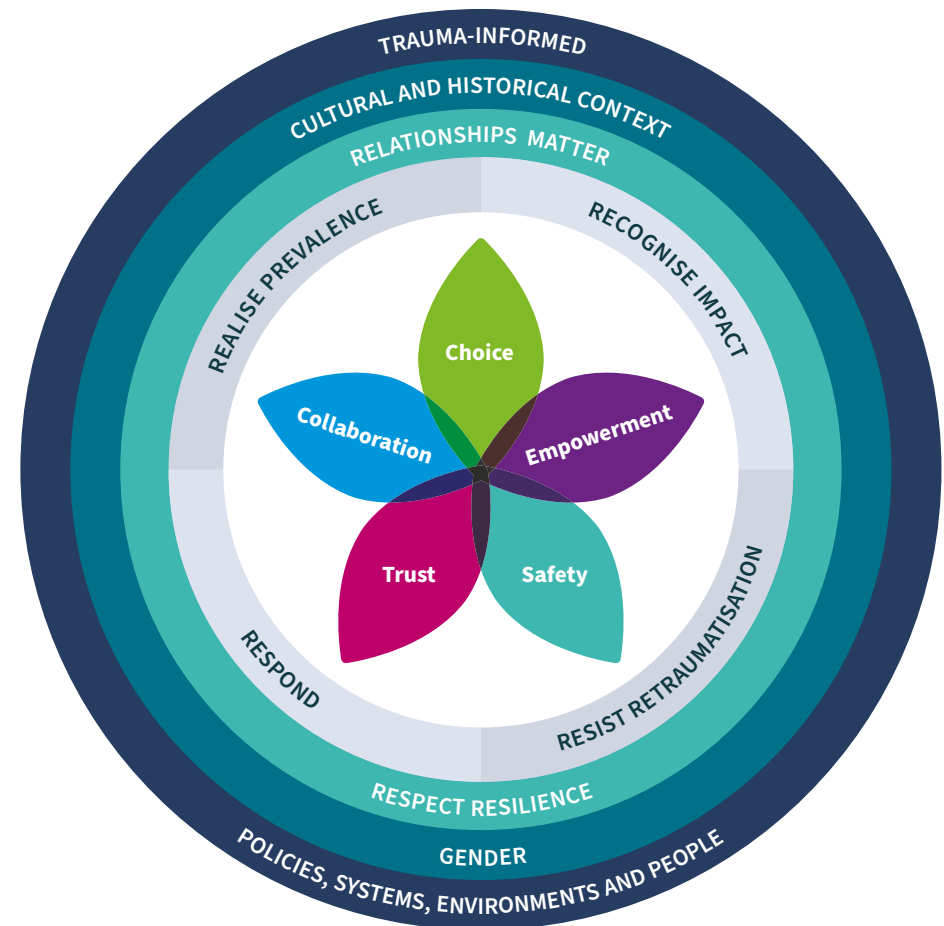 TRAUMA-INFORMED
CULTURAL AND HISTORICAL CONTEXT
RELATIONSHIPS MATTER
REALISE PREVALENCE
RECOGNISE IMPACT
Choice
Collaboration
Empowerment
Trust
Safety
RESPOND
RESIST RETRAUMATISATION
RESPECT RESILIENCE
GENDER
POLICIES, SYSTEMS, ENVIRONMENTS AND PEOPLE